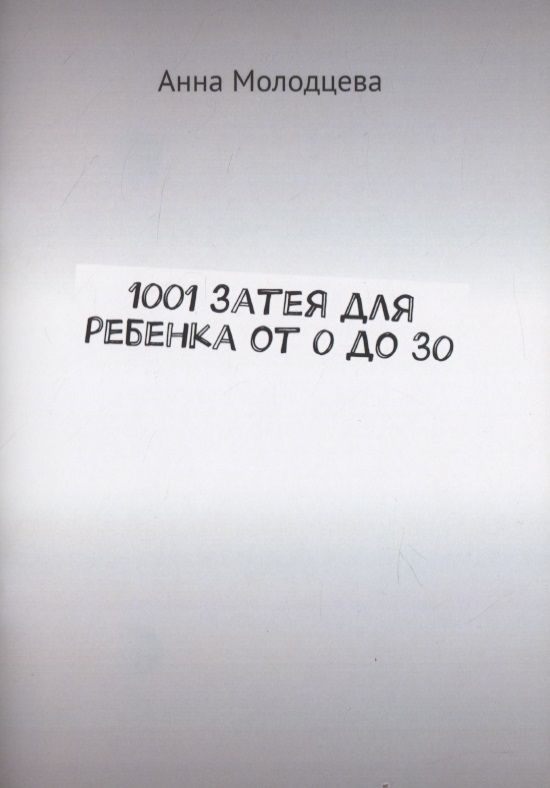 Анна Молодцева
1001 ЗАТЕЯ ДЛЯ
РЕБЕНКА ОТ 0 ДО 30